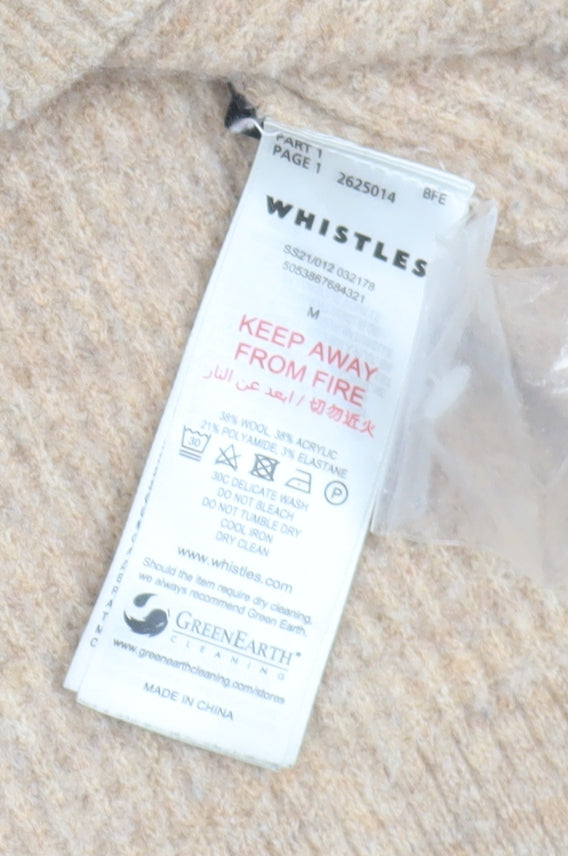 PART 1
PAGE 1 2625014 BFE
WHISTLES
SS21/012 032178
5053867684321
M
KEEP AWAY
FROM FIRE
ابعد عن النار / 切勿近火
38% WOOL, 38% ACRYLIC
21% POLYAMIDE, 3% ELASTANE
30
P
30C DELICATE WASH
DO NOT BLEACH
DO NOT TUMBLE DRY
COOL IRON
DRY CLEAN
www.whistles.com
Should the item require dry cleaning,
we always recommend Green Earth.
GREENEARTH®
CLEANING
www.greenearthcleaning.com/stores
MADE IN CHINA